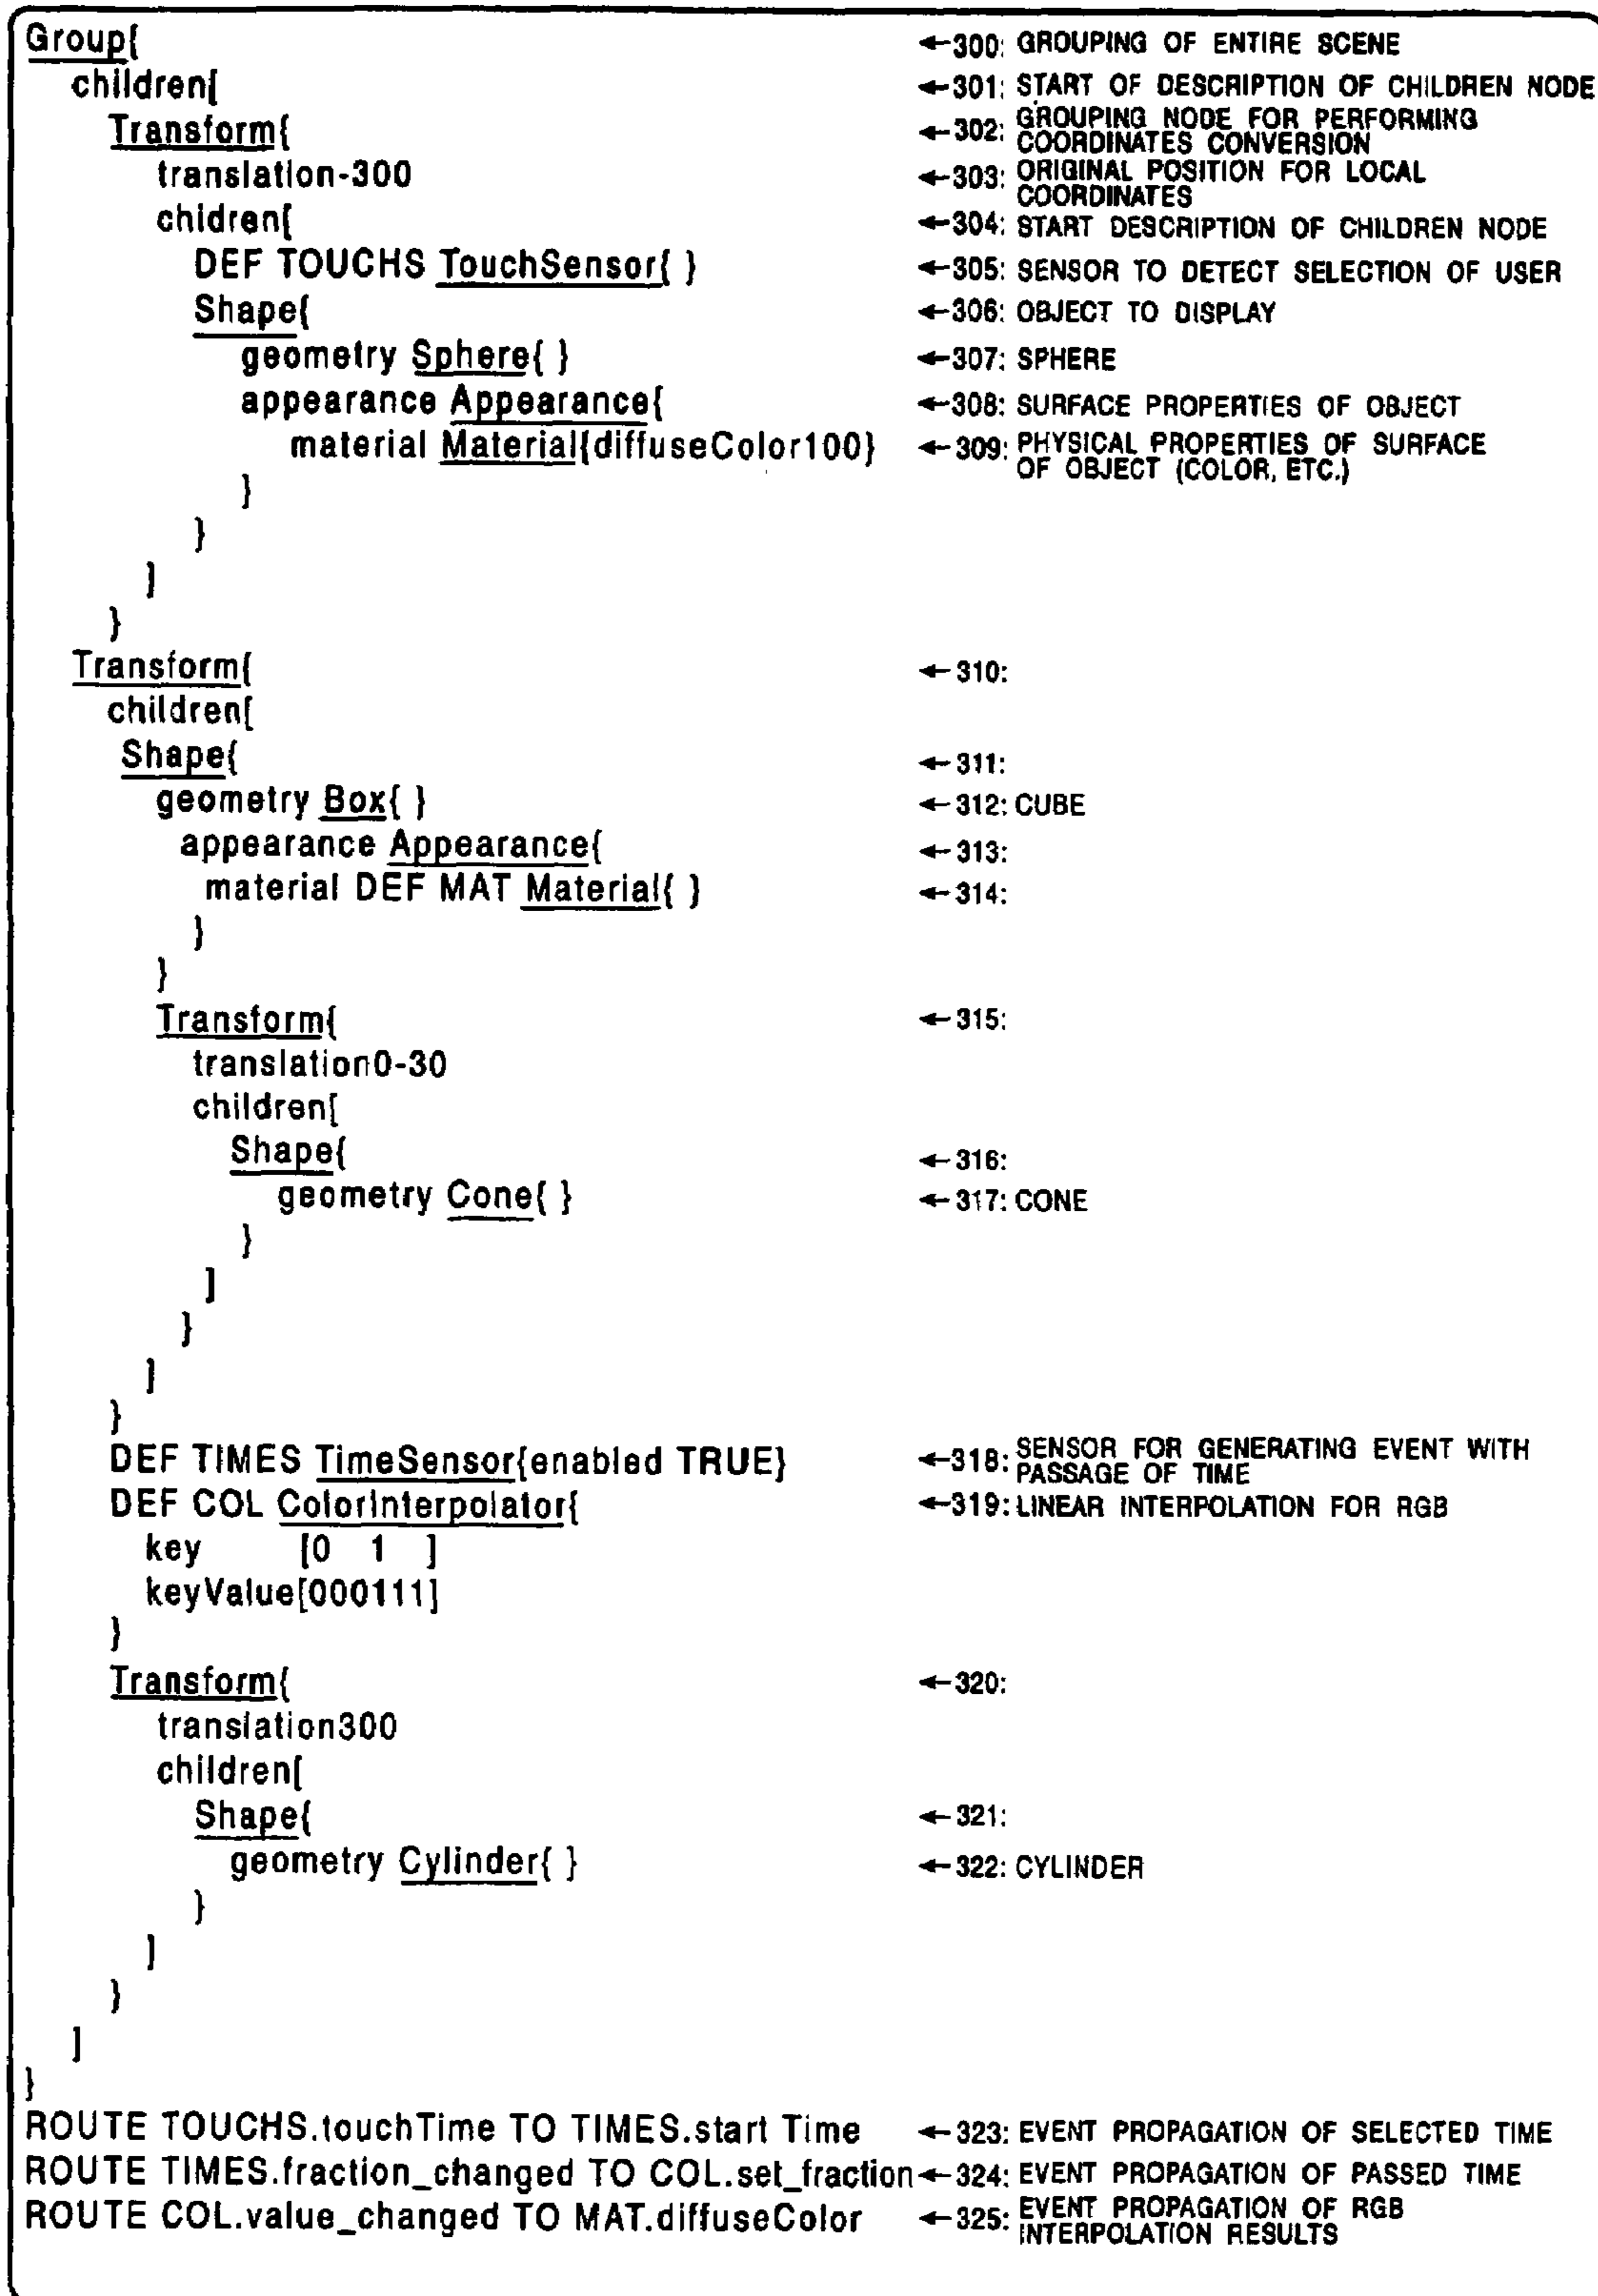 Group{ ←300: GROUPING OF ENTIRE SCENE
children[ ←301: START OF DESCRIPTION OF CHILDREN NODE
Transform{ ←302: GROUPING NODE FOR PERFORMING
COORDINATES CONVERSION
translation-300 ←303: ORIGINAL POSITION FOR LOCAL
COORDINATES
chidren[ ←304: START DESCRIPTION OF CHILDREN NODE
DEF TOUCHS TouchSensor{ } ←305: SENSOR TO DETECT SELECTION OF USER
Shape{ ←306: OBJECT TO DISPLAY
geometry Sphere{ } ←307: SPHERE
appearance Appearance{ ←308: SURFACE PROPERTIES OF OBJECT
material Material{diffuseColor100} ←309: PHYSICAL PROPERTIES OF SURFACE
OF OBJECT (COLOR, ETC.)
}
}
]
}
Transform{ ←310:
children[
Shape{ ←311:
geometry Box{ } ←312: CUBE
appearance Appearance{ ←313:
material DEF MAT Material{ } ←314:
}
}
Transform{ ←315:
translation0-30
children[
Shape{ ←316:
geometry Cone{ } ←317: CONE
}
]
}
]
}
DEF TIMES TimeSensor{enabled TRUE} ←318: SENSOR FOR GENERATING EVENT WITH
PASSAGE OF TIME
DEF COL ColorInterpolator{ ←319: LINEAR INTERPOLATION FOR RGB
key [0 1 ]
keyValue[000111]
}
Transform{ ←320:
translation300
children[
Shape{ ←321:
geometry Cylinder{ } ←322: CYLINDER
}
]
}
]
}
ROUTE TOUCHS.touchTime TO TIMES.start Time ←323: EVENT PROPAGATION OF SELECTED TIME
ROUTE TIMES.fraction_changed TO COL.set_fraction ←324: EVENT PROPAGATION OF PASSED TIME
ROUTE COL.value_changed TO MAT.diffuseColor ←325: EVENT PROPAGATION OF RGB
INTERPOLATION RESULTS